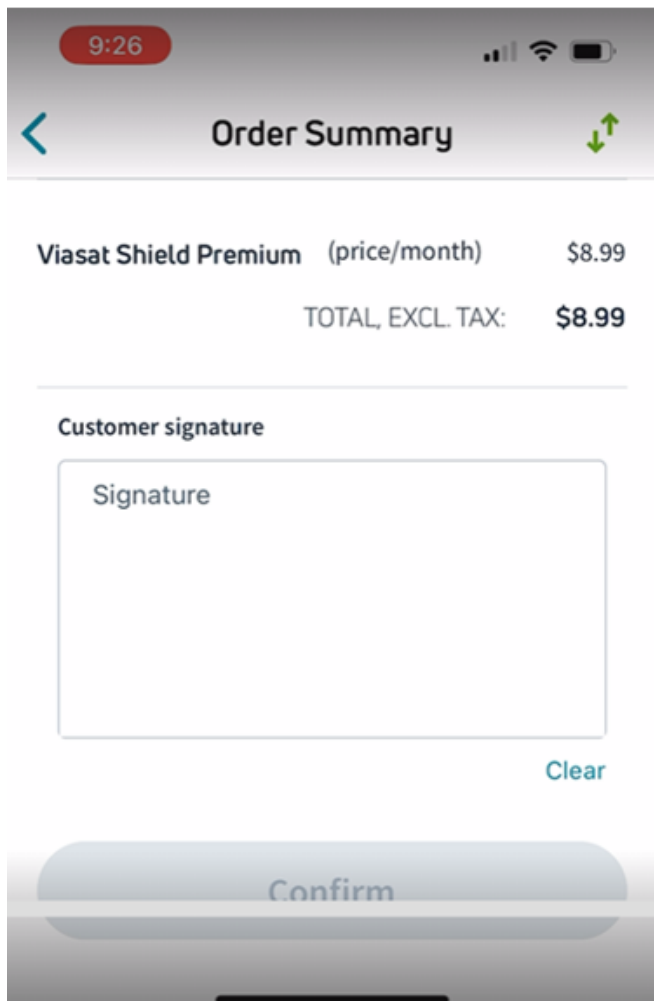 9:26
Order Summary
Viasat Shield Premium (price/month) $8.99
TOTAL, EXCL. TAX: $8.99
Customer signature
Signature
Clear
Confirm